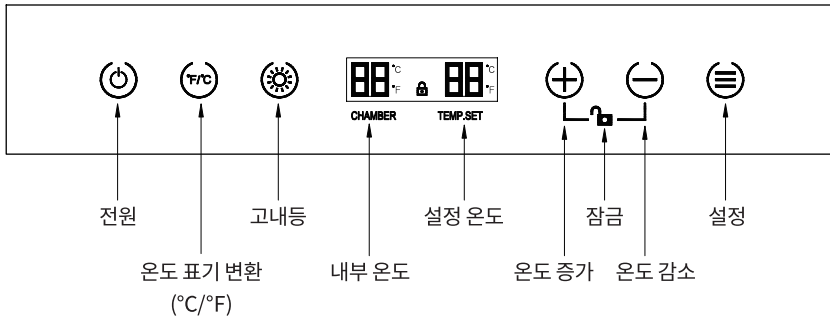 °F/°C
88 °C °F 88 °C °F
CHAMBER TEMP.SET
전원 고내등 설정 온도 잠금 설정
온도 표기 변환 내부 온도 온도 증가 온도 감소
(°C/°F)